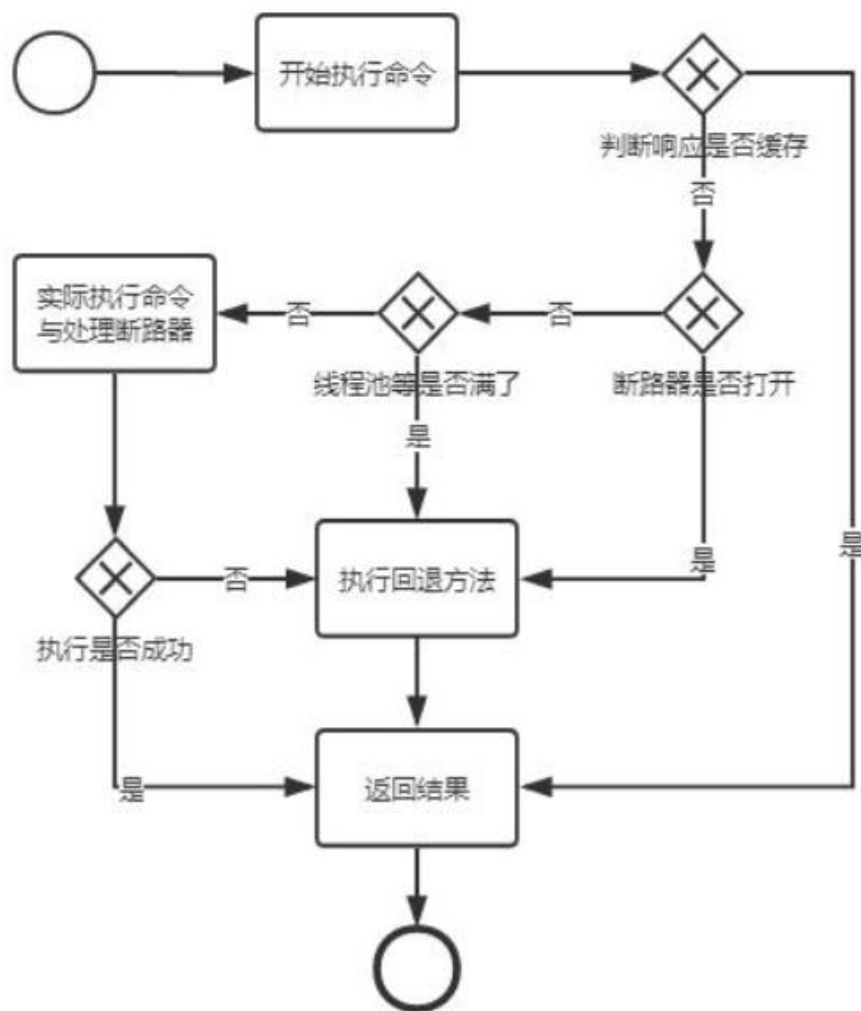 开始执行命令
判断响应是否缓存
否
实际执行命令
与处理断路器
否
否
线程池等是否满了
断路器是否打开
是
是
是
否
执行回退方法
执行是否成功
是
返回结果